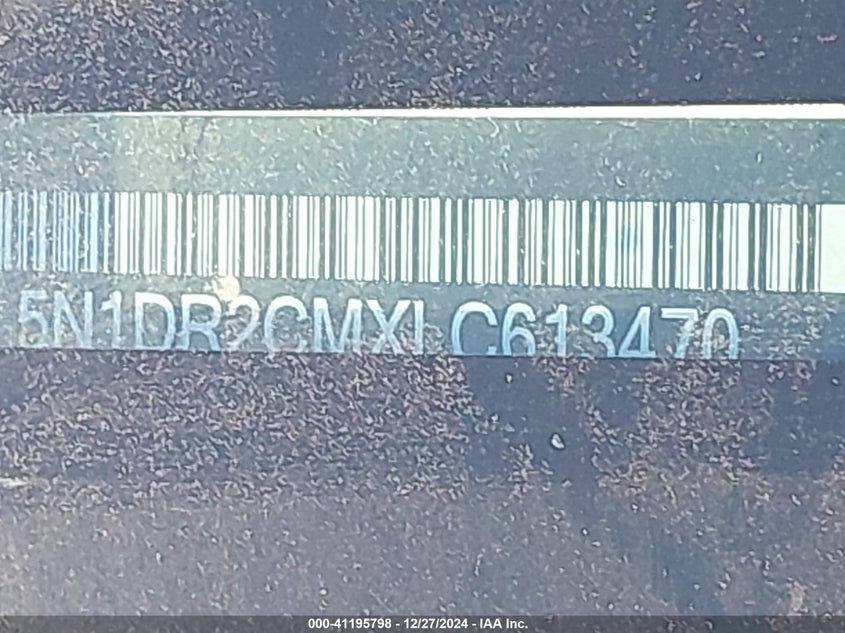 5N1DR2CMXLC613470
000-41195798 - 12/27/2024 - IAA Inc.